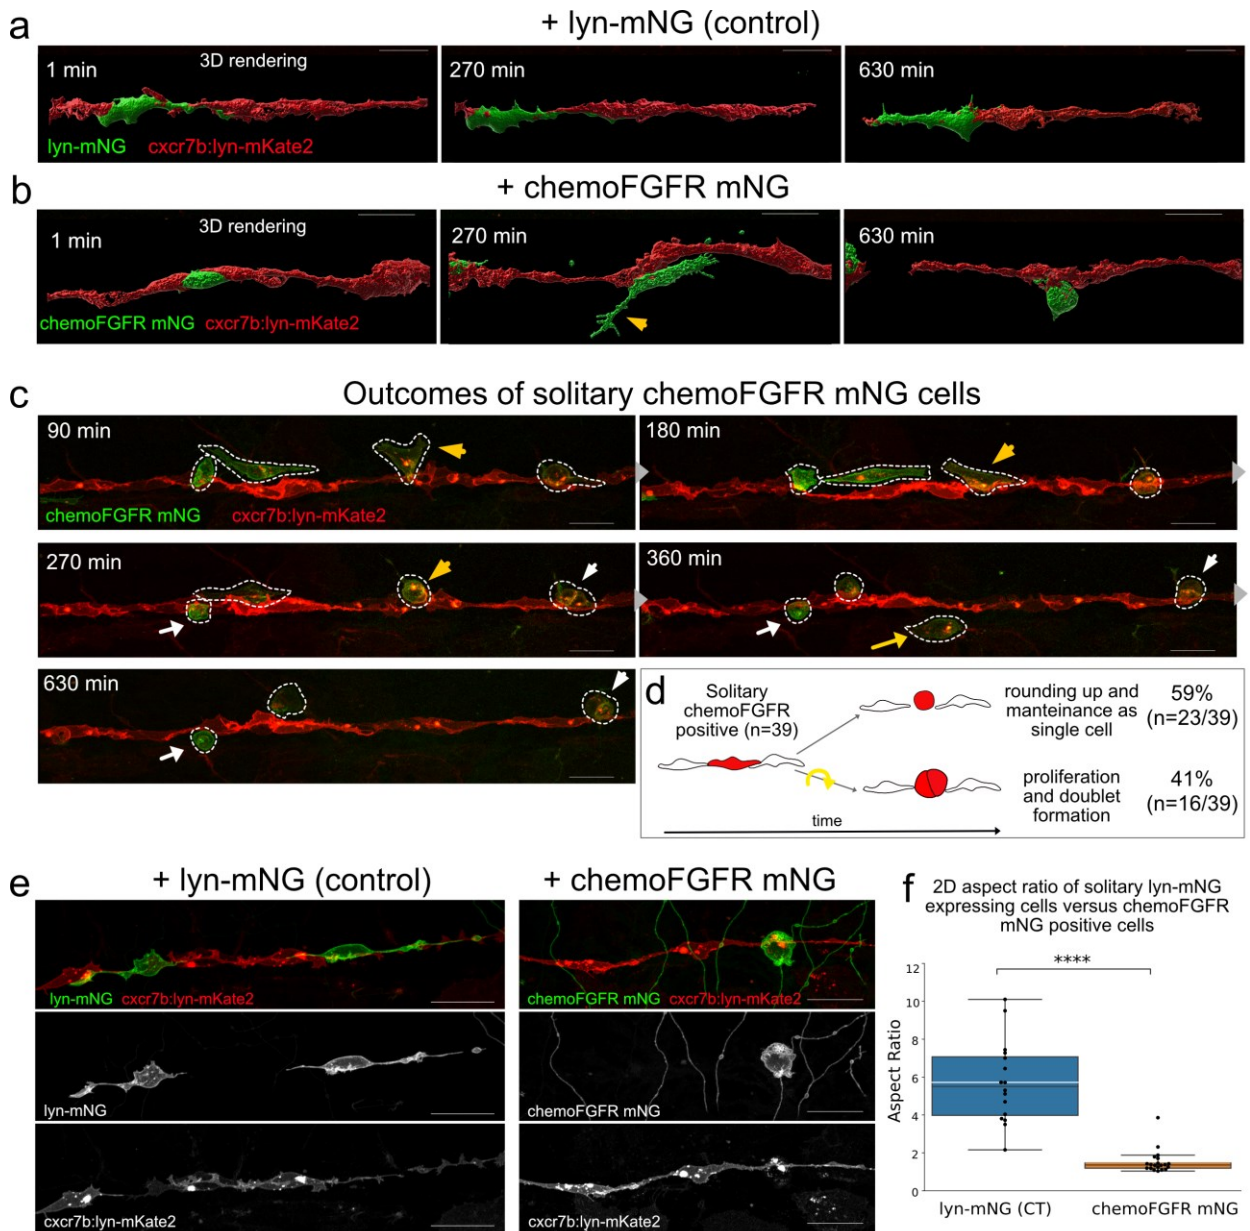 a
+ lyn-mNG (control)
1 min
3D rendering
270 min
630 min
lyn-mNG cxcr7b:lyn-mKate2
b
+ chemoFGFR mNG
1 min
3D rendering
270 min
630 min
chemoFGFR mNG cxcr7b:lyn-mKate2
c
Outcomes of solitary chemoFGFR mNG cells
90 min
180 min
chemoFGFR mNG cxcr7b:lyn-mKate2
270 min
360 min
630 min
d
Solitary
chemoFGFR
positive (n=39)
rounding up and
manteinance as
single cell
59%
(n=23/39)
proliferation
and doublet
formation
41%
(n=16/39)
time
e
+ lyn-mNG (control)
+ chemoFGFR mNG
lyn-mNG cxcr7b:lyn-mKate2
chemoFGFR mNG cxcr7b:lyn-mKate2
lyn-mNG
chemoFGFR mNG
cxcr7b:lyn-mKate2
cxcr7b:lyn-mKate2
f
2D aspect ratio of solitary lyn-mNG
expressing cells versus chemoFGFR
mNG positive cells
****
12
10
8
6
4
2
0
Aspect Ratio
lyn-mNG (CT)
chemoFGFR mNG